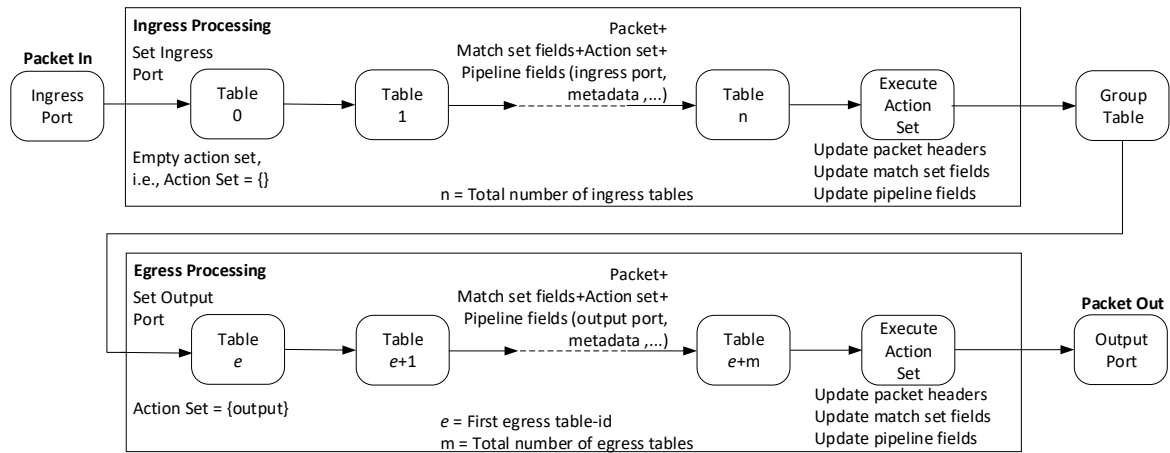 Ingress Processing
Packet+
Match set fields+Action set+
Pipeline fields (ingress port,
metadata ,...)
Set Ingress
Port
Packet In
Ingress
Port
Table
0
Table
1
Table
n
Execute
Action
Set
Group
Table
Empty action set,
i.e., Action Set = {}
n = Total number of ingress tables
Update packet headers
Update match set fields
Update pipeline fields
Egress Processing
Packet+
Match set fields+Action set+
Pipeline fields (output port,
metadata ,...)
Set Output
Port
Packet Out
Table
e
Table
e+1
Table
e+m
Execute
Action
Set
Output
Port
Action Set = {output}
e = First egress table-id
m = Total number of egress tables
Update packet headers
Update match set fields
Update pipeline fields